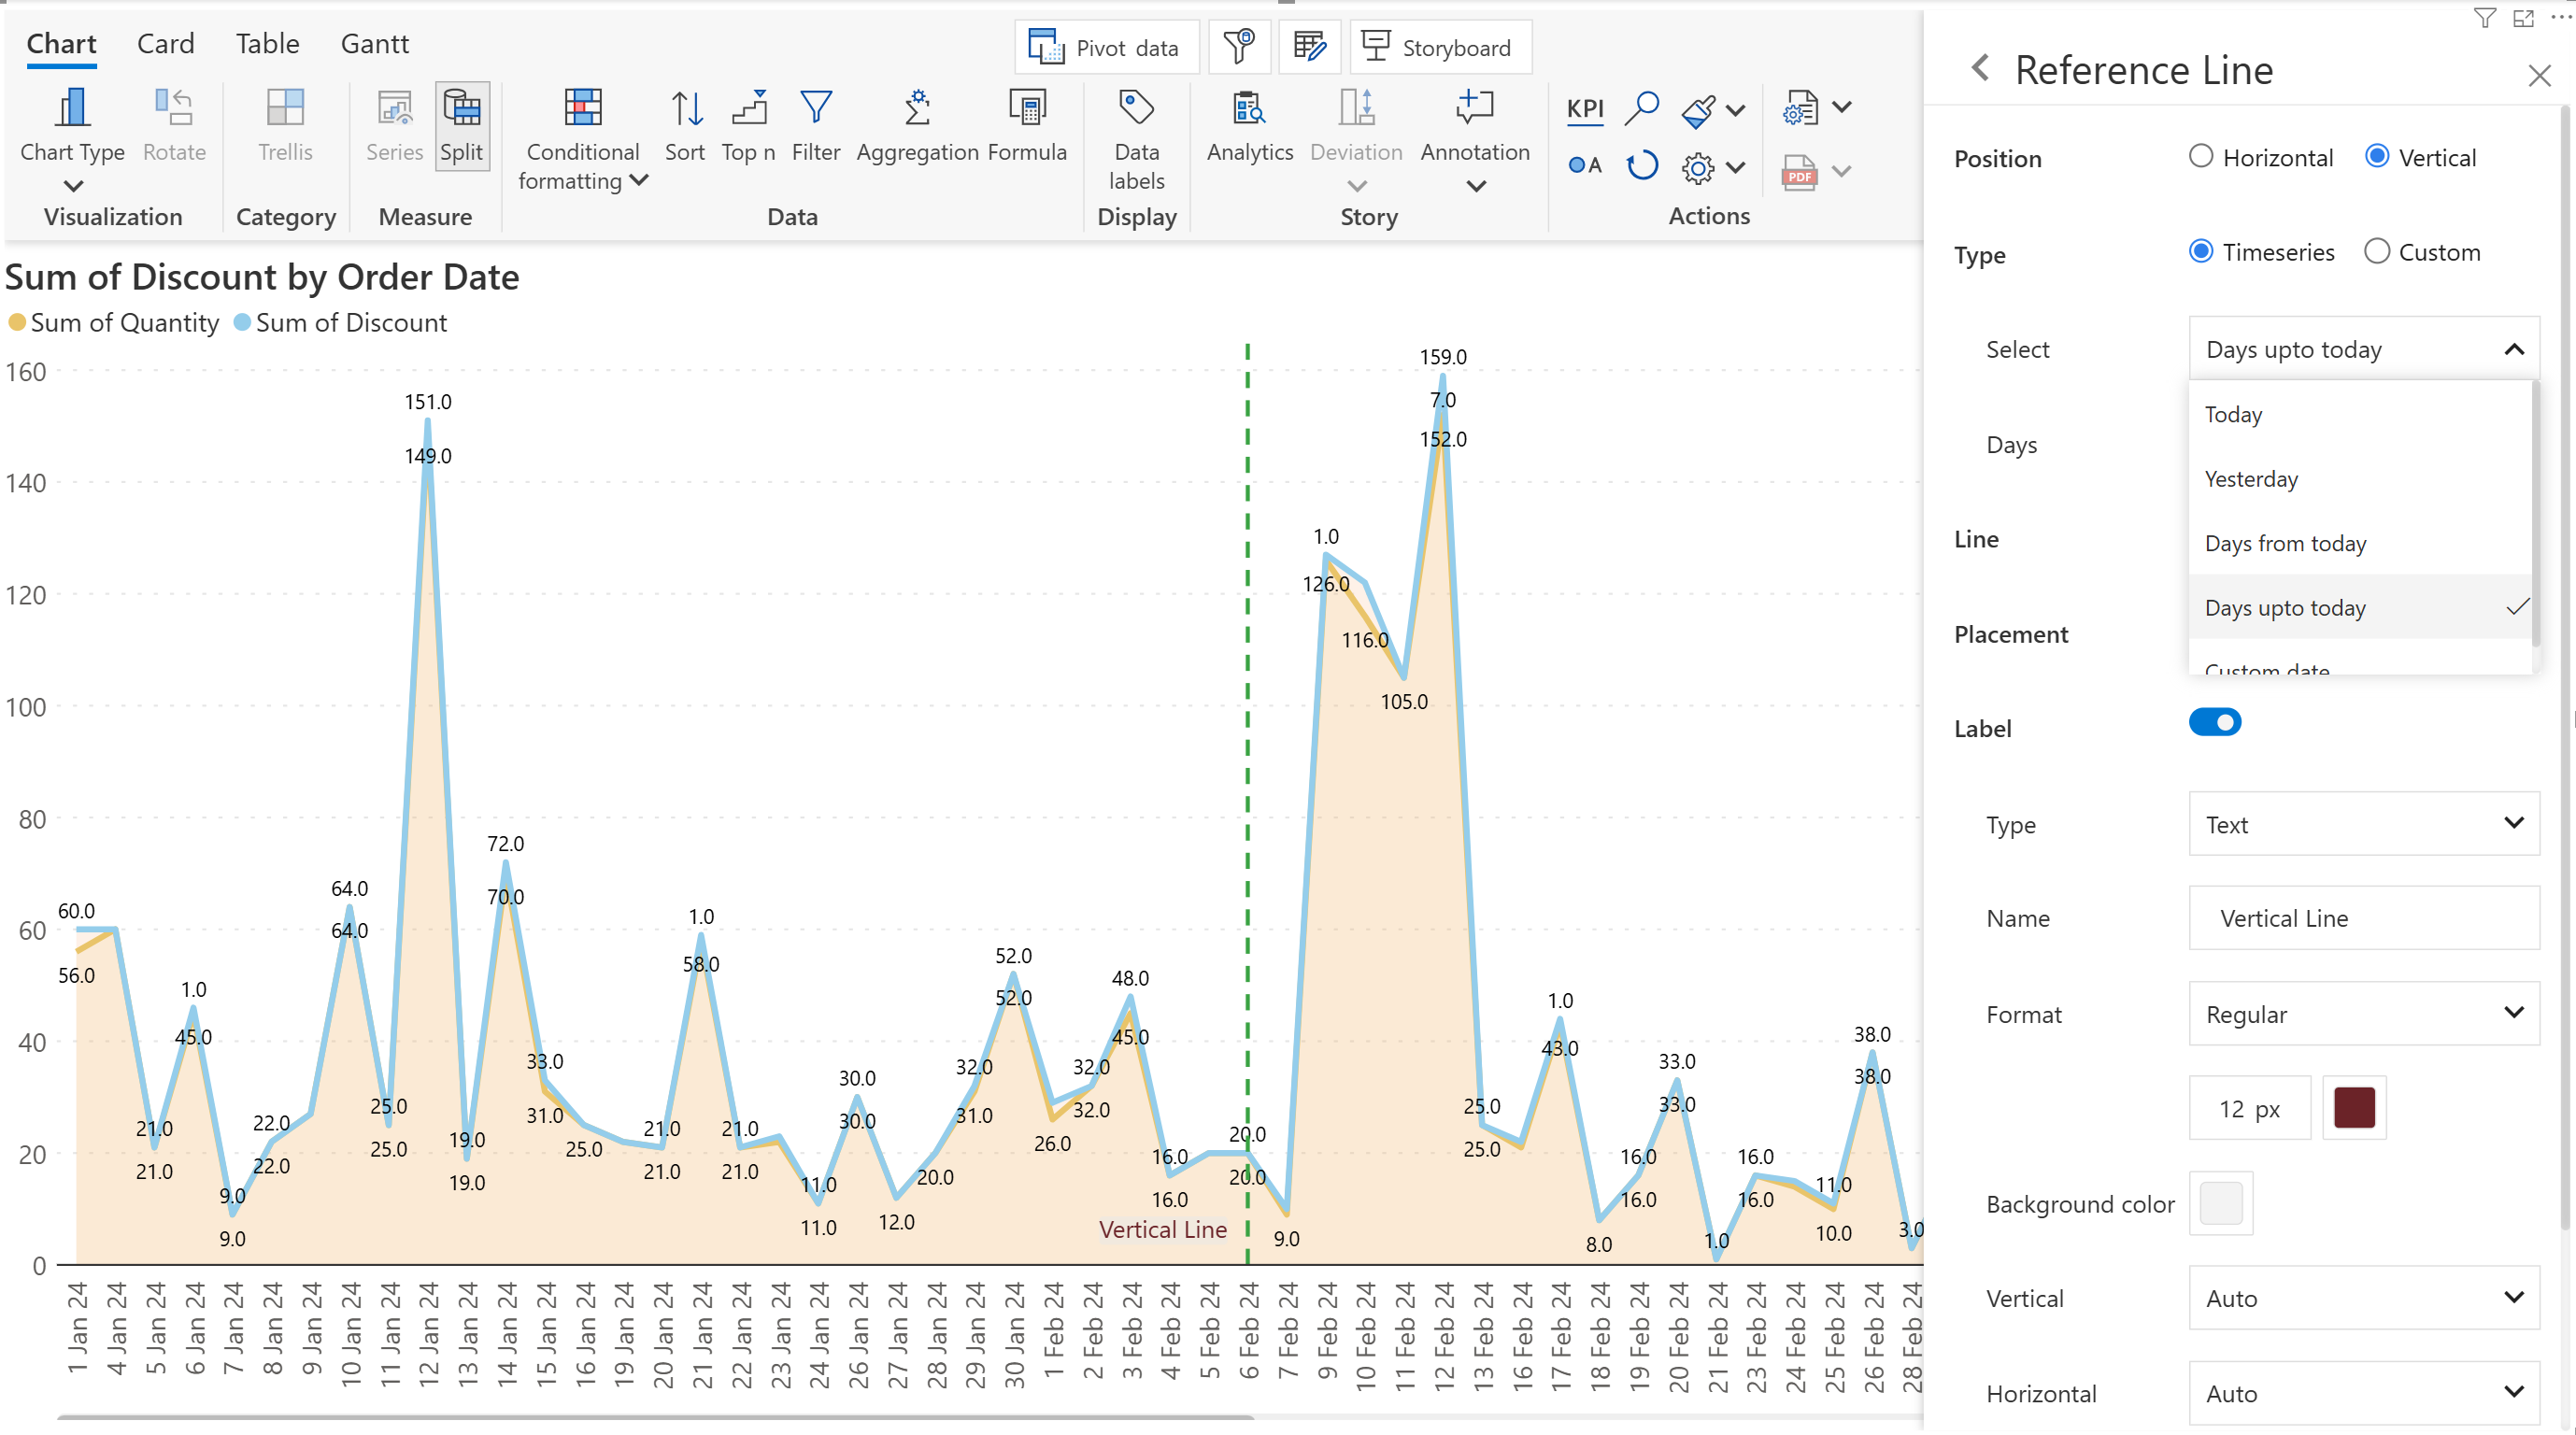 Chart Card Table Gantt
Pivot data Storyboard
Chart Type Rotate Trellis Series Split Conditional formatting Sort Top n Filter Aggregation Formula Data labels Analytics Deviation Annotation KPI A PDF
Visualization Category Measure Data Display Story Actions
Sum of Discount by Order Date
Sum of Quantity Sum of Discount
160
140
120
100
80
60
40
20
0
60.0
56.0
21.0
21.0
1.0
45.0
9.0
9.0
22.0
22.0
64.0
64.0
25.0
25.0
151.0
149.0
19.0
19.0
72.0
70.0
33.0
31.0
25.0
21.0
21.0
1.0
58.0
21.0
21.0
11.0
11.0
30.0
30.0
12.0
20.0
32.0
31.0
52.0
52.0
26.0
32.0
32.0
48.0
45.0
16.0
16.0
20.0
20.0
Vertical Line
9.0
1.0
126.0
116.0
105.0
159.0
7.0
152.0
25.0
25.0
1.0
43.0
8.0
16.0
16.0
33.0
33.0
1.0
16.0
16.0
11.0
10.0
38.0
38.0
3.0
1 Jan 24
4 Jan 24
5 Jan 24
6 Jan 24
7 Jan 24
8 Jan 24
9 Jan 24
10 Jan 24
11 Jan 24
12 Jan 24
13 Jan 24
14 Jan 24
15 Jan 24
16 Jan 24
19 Jan 24
20 Jan 24
21 Jan 24
22 Jan 24
23 Jan 24
24 Jan 24
26 Jan 24
27 Jan 24
28 Jan 24
29 Jan 24
30 Jan 24
1 Feb 24
2 Feb 24
3 Feb 24
4 Feb 24
5 Feb 24
6 Feb 24
7 Feb 24
9 Feb 24
10 Feb 24
11 Feb 24
12 Feb 24
13 Feb 24
16 Feb 24
17 Feb 24
18 Feb 24
19 Feb 24
20 Feb 24
21 Feb 24
23 Feb 24
24 Feb 24
25 Feb 24
26 Feb 24
28 Feb 24
Reference Line
Position Horizontal Vertical
Type Timeseries Custom
Select Days upto today
Today
Days
Yesterday
Line Days from today
Days upto today
Placement
Custom date
Label
Type Text
Name Vertical Line
Format Regular
12 px
Background color
Vertical Auto
Horizontal Auto